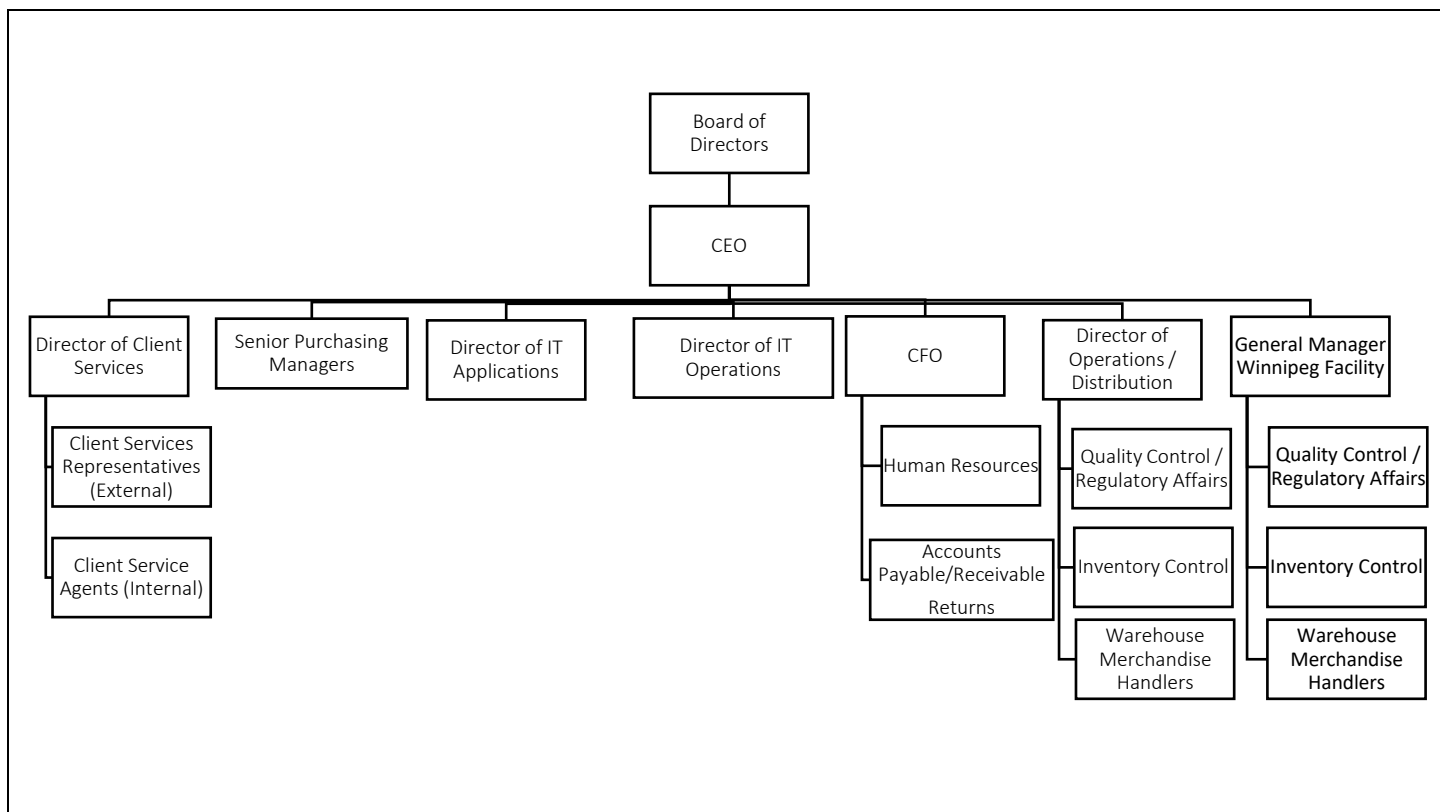 Board of
Directors
CEO
Director of Client
Services
Senior Purchasing
Managers
Director of IT
Applications
Director of IT
Operations
CFO
Director of
Operations /
Distribution
General Manager
Winnipeg Facility
Client Services
Representatives
(External)
Client Service
Agents (Internal)
Human Resources
Accounts
Payable/Receivable
Returns
Quality Control /
Regulatory Affairs
Inventory Control
Warehouse
Merchandise
Handlers
Quality Control /
Regulatory Affairs
Inventory Control
Warehouse
Merchandise
Handlers